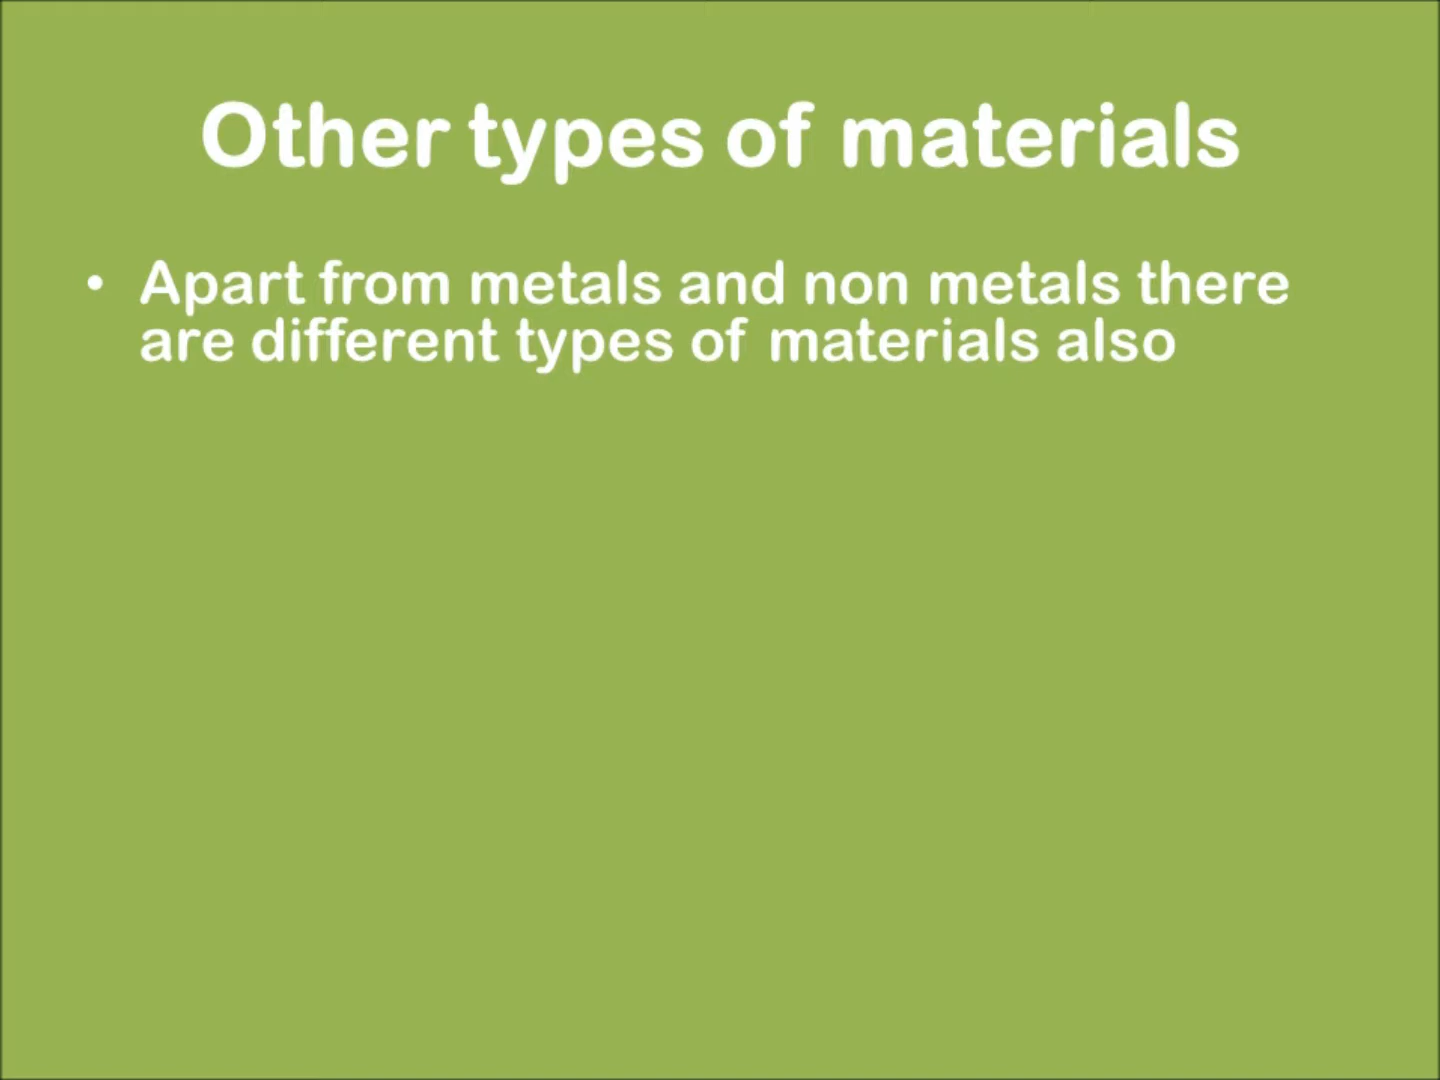 Other types of materials
• Apart from metals and non metals there
are different types of materials also